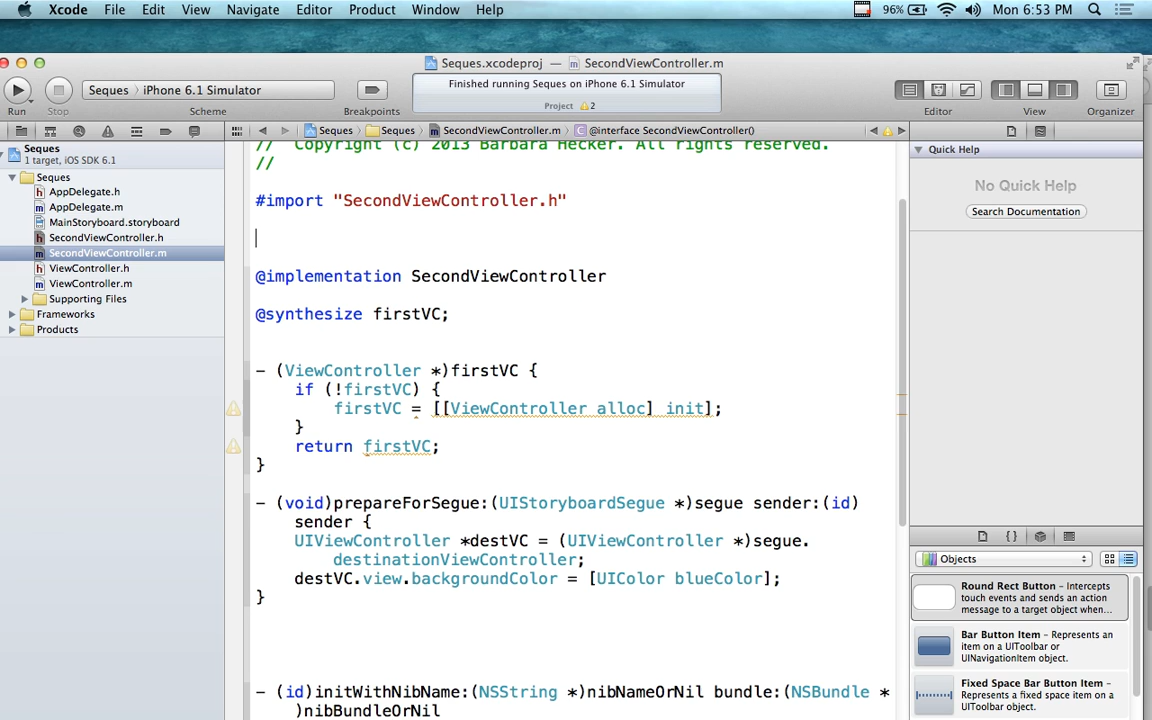 Xcode File Edit View Navigate Editor Product Window Help 96% Mon 6:53 PM
Seques.xcodeproj — SecondViewController.m
Seques › iPhone 6.1 Simulator
Finished running Seques on iPhone 6.1 Simulator
Project 2
Run Stop Scheme Breakpoints Editor View Organizer
Seques › Seques › SecondViewController.m › @interface SecondViewController()
Seques
1 target, iOS SDK 6.1
Seques
AppDelegate.h
AppDelegate.m
MainStoryboard.storyboard
SecondViewController.h
SecondViewController.m
ViewController.h
ViewController.m
Supporting Files
Frameworks
Products
//  Copyright (c) 2013 Barbara Hecker. All rights reserved.
//
#import "SecondViewController.h"
@implementation SecondViewController
@synthesize firstVC;
- (ViewController *)firstVC {
if (!firstVC) {
firstVC = [[ViewController alloc] init];
}
return firstVC;
}
- (void)prepareForSegue:(UIStoryboardSegue *)segue sender:(id)
sender {
UIViewController *destVC = (UIViewController *)segue.
destinationViewController;
destVC.view.backgroundColor = [UIColor blueColor];
}
- (id)initWithNibName:(NSString *)nibNameOrNil bundle:(NSBundle *
)nibBundleOrNil
Quick Help
No Quick Help
Search Documentation
{}
Objects
Round Rect Button – Intercepts
touch events and sends an action
message to a target object when...
Bar Button Item – Represents an
item on a UIToolbar or
UINavigationItem object.
Fixed Space Bar Button Item –
Represents a fixed space item on a
UIToolbar object.